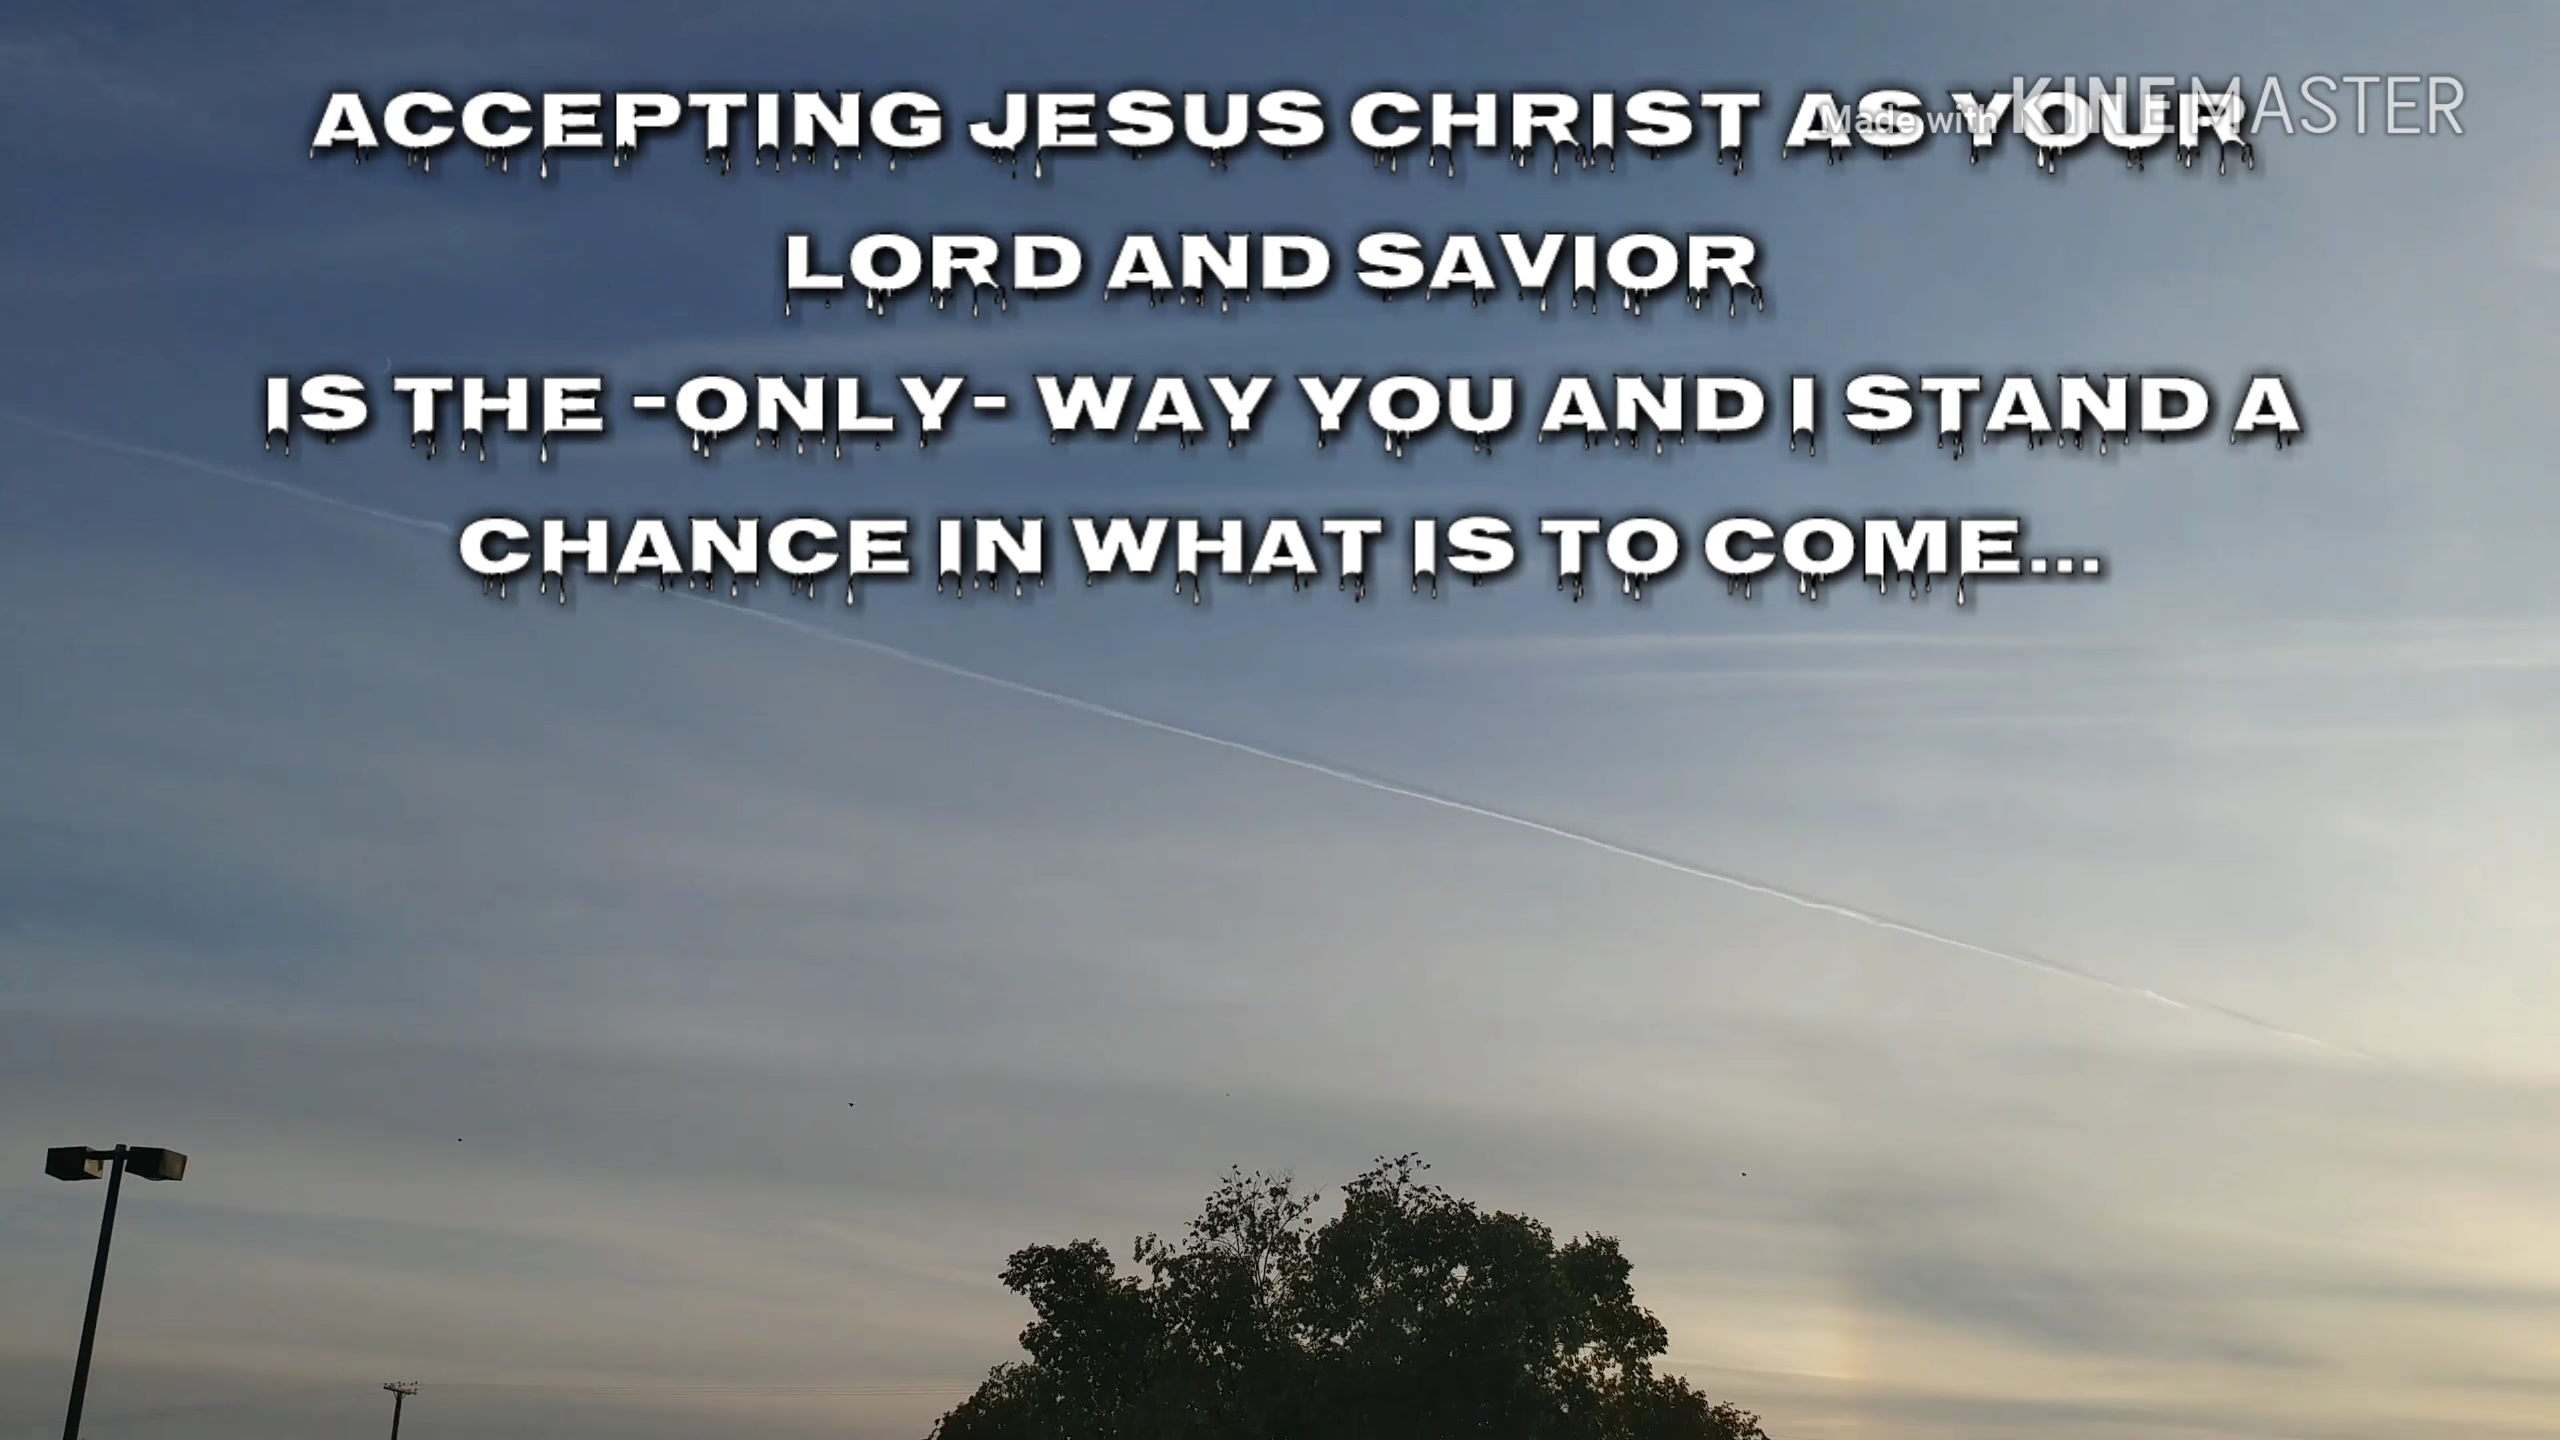 ACCEPTING JESUS CHRIST AS YOUR
Made with KINEMASTER
LORD AND SAVIOR
IS THE -ONLY- WAY YOU AND I STAND A
CHANCE IN WHAT IS TO COME...